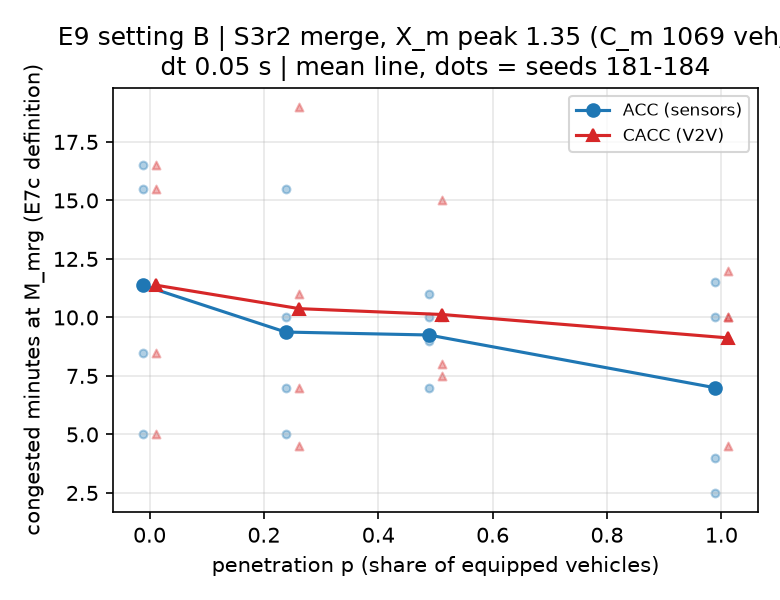 E9 setting B | S3r2 merge, X_m peak 1.35 (C_m 1069 veh/
dt 0.05 s | mean line, dots = seeds 181-184
congested minutes at M_mrg (E7c definition)
17.5
15.0
12.5
10.0
7.5
5.0
2.5
ACC (sensors)
CACC (V2V)
0.0
0.2
0.4
0.6
0.8
1.0
penetration p (share of equipped vehicles)